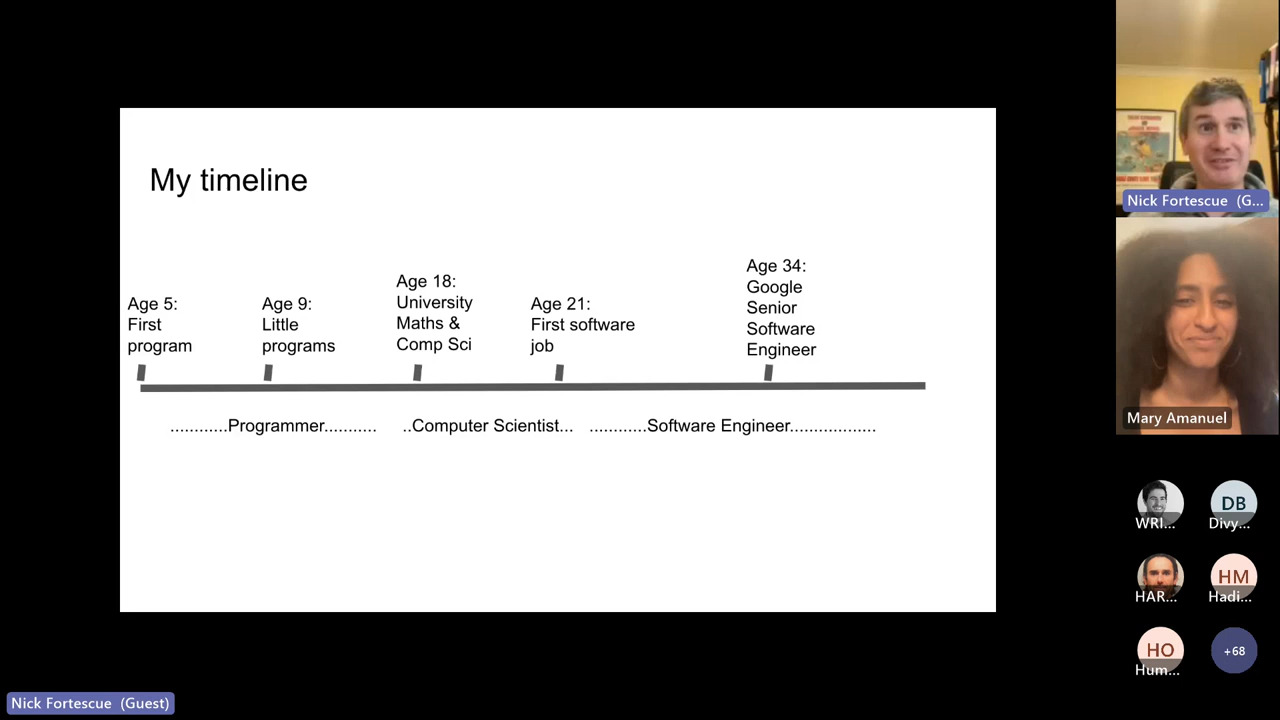 My timeline
Age 5:
First
program
Age 9:
Little
programs
Age 18:
University
Maths &
Comp Sci
Age 21:
First software
job
Age 34:
Google
Senior
Software
Engineer
............Programmer...........
..Computer Scientist...
............Software Engineer..................
Nick Fortescue (G...
Mary Amanuel
WRI...
DB
Divy...
HAR...
HM
Hadi...
HO
Hum...
+68
Nick Fortescue (Guest)